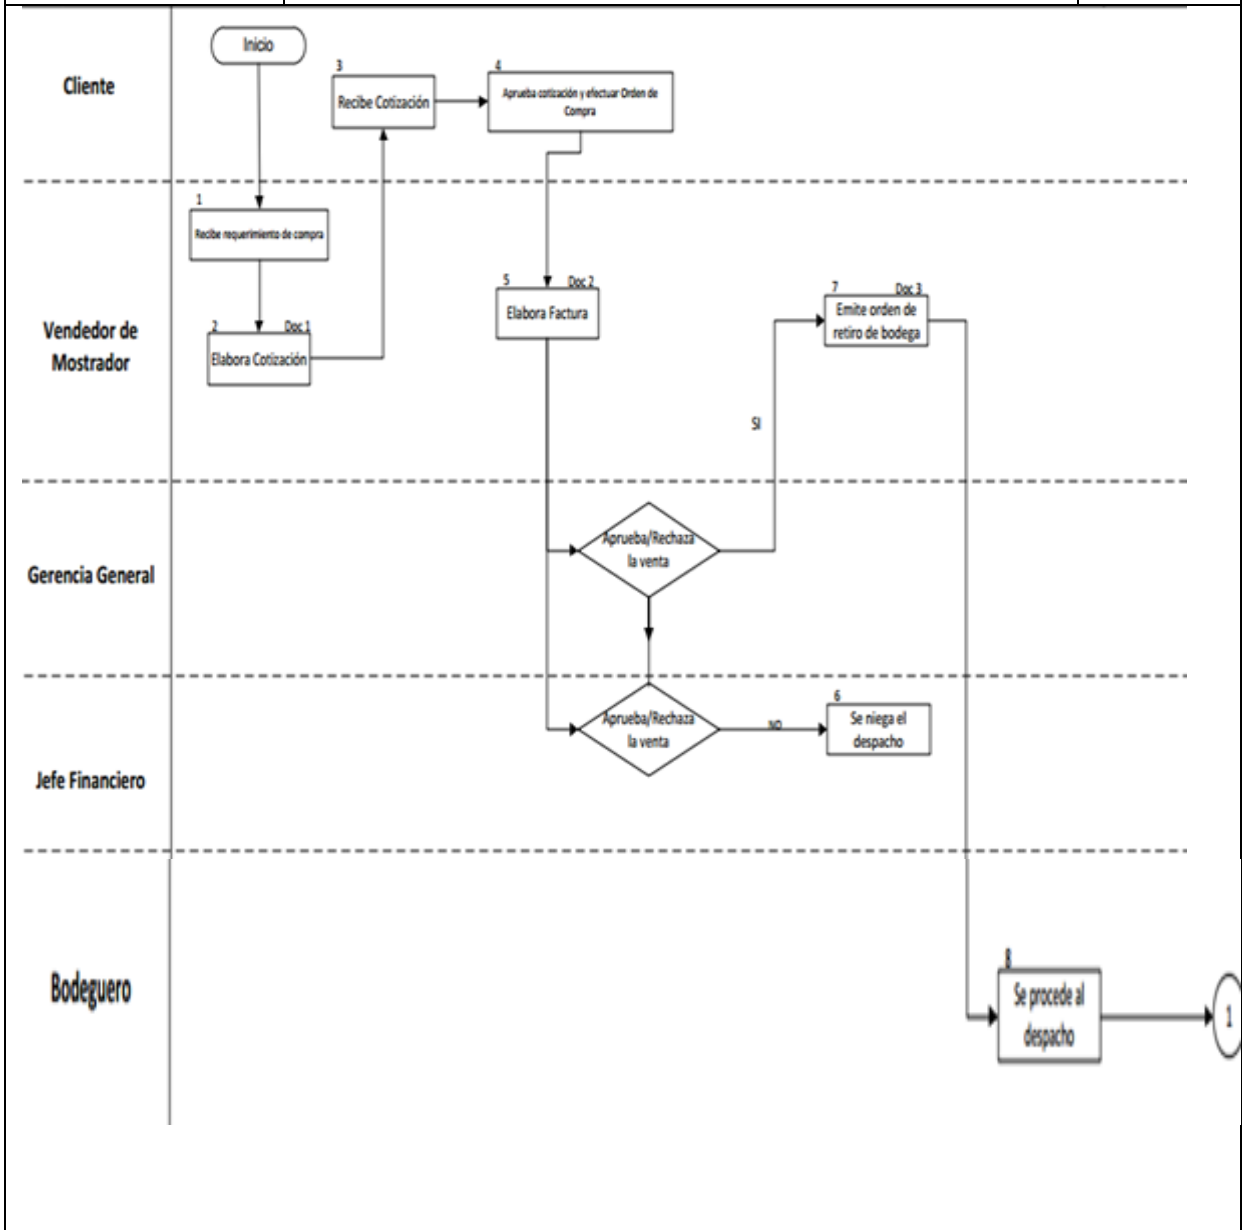 Inicio
Cliente
3
Recibe Cotización
4
Aprueba cotización y efectuar Orden de
Compra
1
Recibe requerimiento de compra
Vendedor de
Mostrador
2
Doc 1
Elabora Cotización
5
Doc 2
Elabora Factura
7
Doc 3
Emite orden de
retiro de bodega
SI
Gerencia General
Aprueba/Rechaza
la venta
Jefe Financiero
Aprueba/Rechaza
la venta
NO
6
Se niega el
despacho
Bodeguero
8
Se procede al
despacho
1